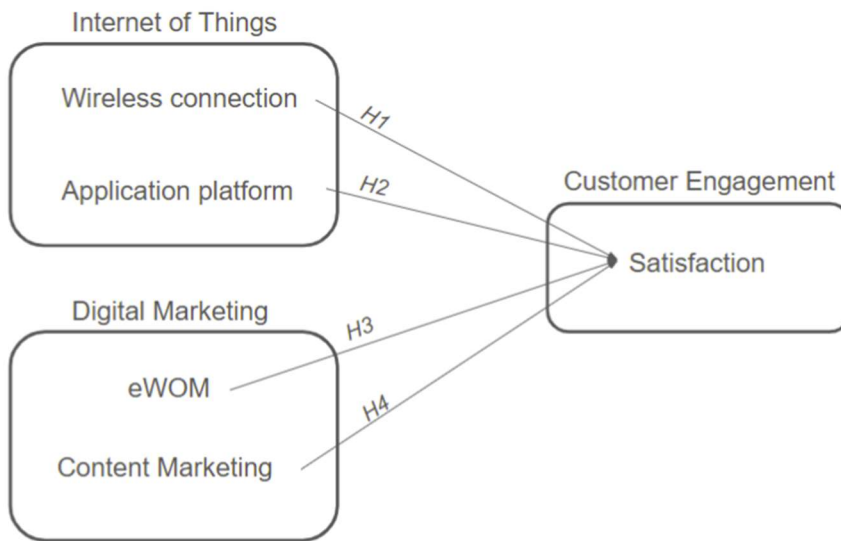 Internet of Things
Wireless connection
H1
Application platform
H2
Customer Engagement
Satisfaction
Digital Marketing
H3
eWOM
H4
Content Marketing